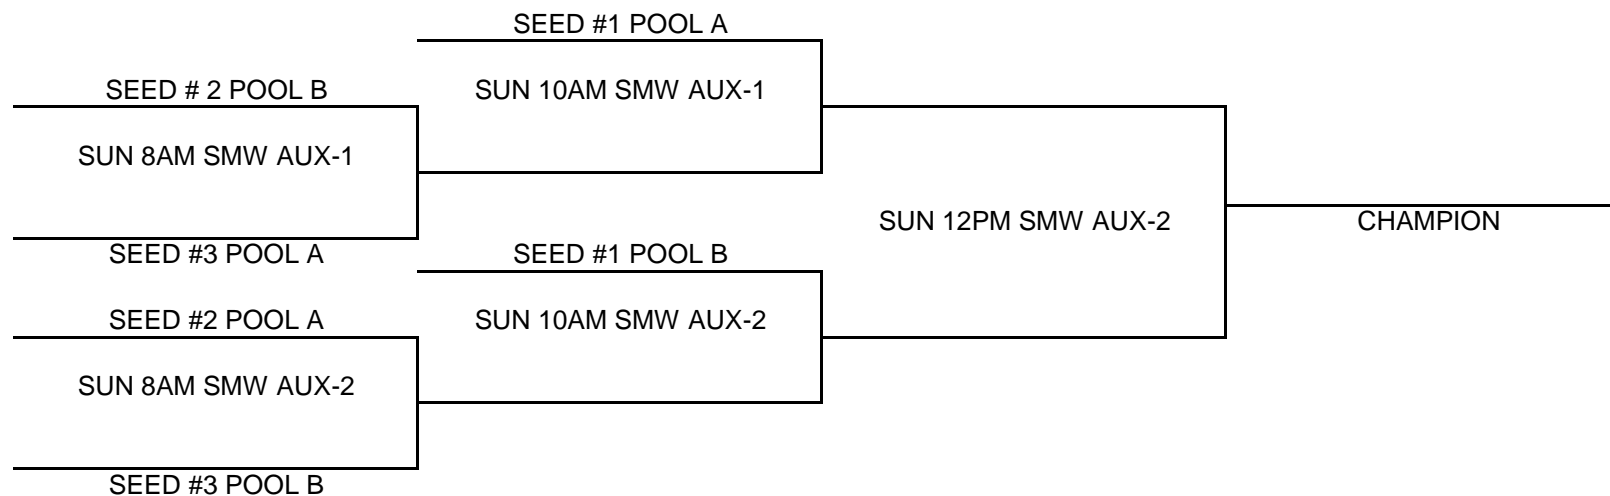 SEED #1 POOL A
SEED # 2 POOL B
SUN 10AM SMW AUX-1
SUN 8AM SMW AUX-1
SUN 12PM SMW AUX-2
CHAMPION
SEED #3 POOL A
SEED #1 POOL B
SEED #2 POOL A
SUN 10AM SMW AUX-2
SUN 8AM SMW AUX-2
SEED #3 POOL B